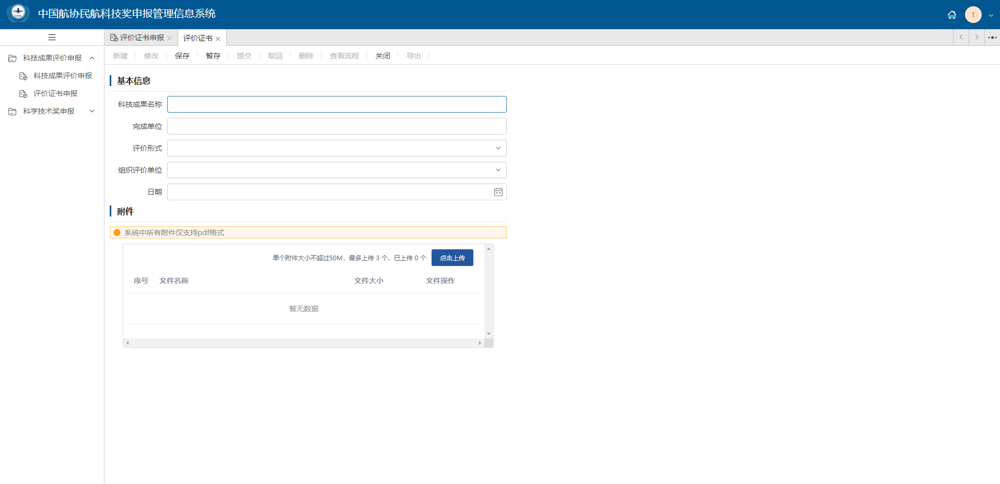 中国航协民航科技奖申报管理信息系统
t
评价证书申报 评价证书
科技成果评价申报
科技成果评价申报
评价证书申报
科学技术奖申报
新建 修改 保存 暂存 提交 取回 删除 查看流程 关闭 导出
基本信息
科技成果名称
完成单位
评价形式
组织评价单位
日期
附件
系统中所有附件仅支持pdf格式
单个附件大小不超过50M，最多上传 3 个，已上传 0 个 点击上传
序号 文件名称 文件大小 文件操作
暂无数据